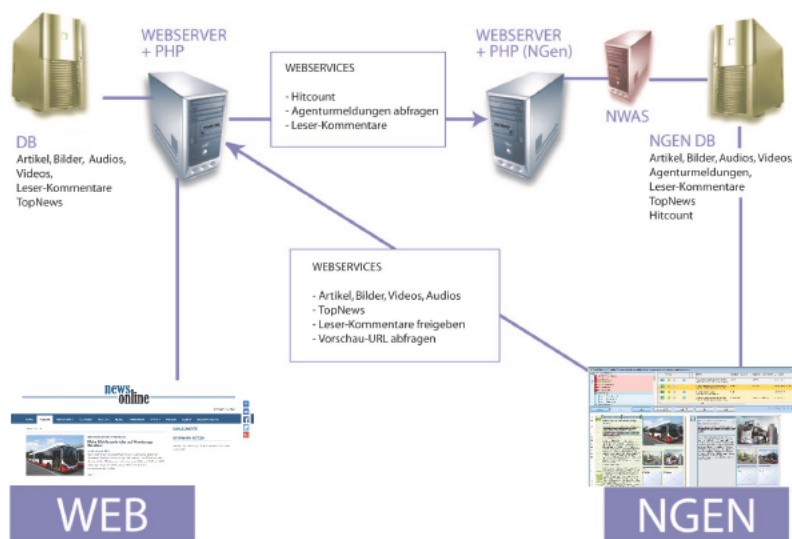 WEBSERVER
+ PHP
WEBSERVICES
- Hitcount
- Agenturmeldungen abfragen
- Leser-Kommentare
WEBSERVER
+ PHP (NGen)
NWAS
DB
Artikel, Bilder, Audios,
Videos,
Leser-Kommentare
TopNews
NGEN DB
Artikel, Bilder, Audios, Videos,
Agenturmeldungen,
Leser-Kommentare
TopNews
Hitcount
WEBSERVICES
- Artikel, Bilder, Videos, Audios
- TopNews
- Leser-Kommentare freigeben
- Vorschau-URL abfragen
news
online
WEB
NGEN